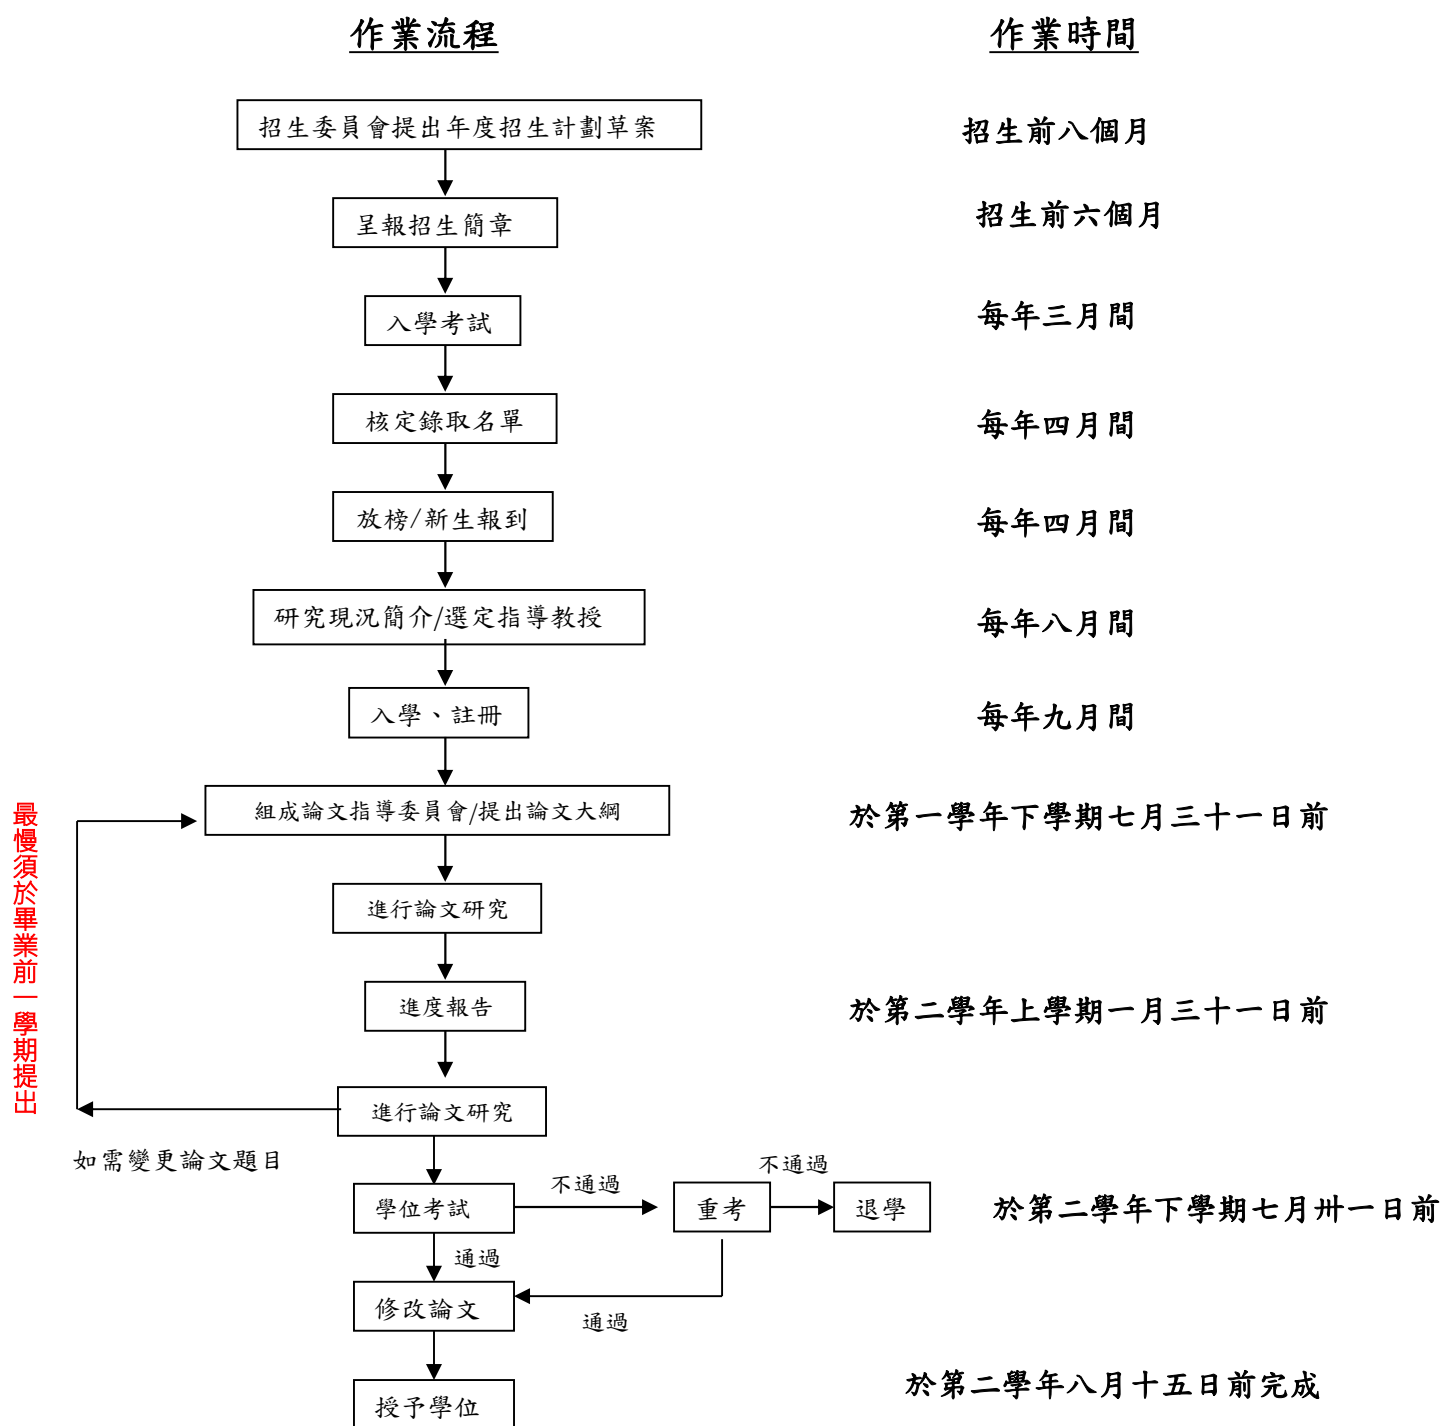 作業流程
作業時間
招生委員會提出年度招生計劃草案
招生前八個月
呈報招生簡章
招生前六個月
入學考試
每年三月間
核定錄取名單
每年四月間
放榜/新生報到
每年四月間
研究現況簡介/選定指導教授
每年八月間
入學、註冊
每年九月間
最慢須於畢業前一學期提出
組成論文指導委員會/提出論文大綱
於第一學年下學期七月三十一日前
進行論文研究
進度報告
於第二學年上學期一月三十一日前
進行論文研究
如需變更論文題目
不通過
不通過
學位考試
重考
退學
於第二學年下學期七月卅一日前
通過
修改論文
通過
於第二學年八月十五日前完成
授予學位